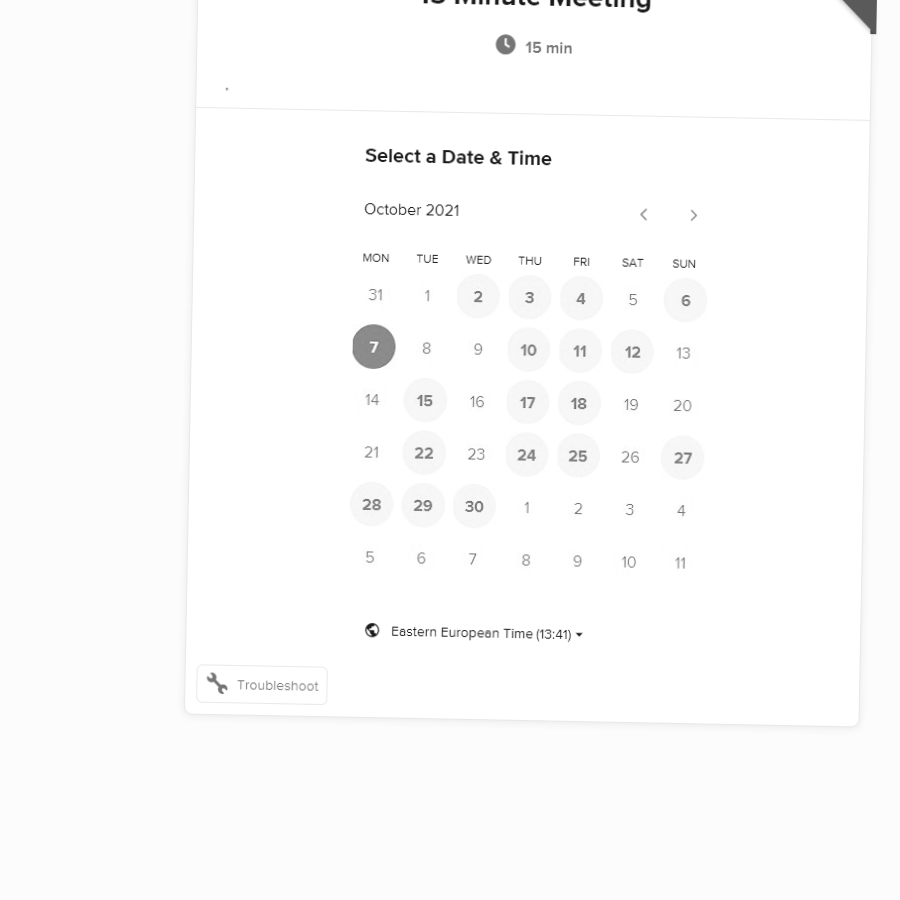 15 Minute Meeting
15 min
.
Select a Date & Time
October 2021
MON TUE WED THU FRI SAT SUN
31 1 2 3 4 5 6
7 8 9 10 11 12 13
14 15 16 17 18 19 20
21 22 23 24 25 26 27
28 29 30 1 2 3 4
5 6 7 8 9 10 11
Eastern European Time (13:41)
Troubleshoot